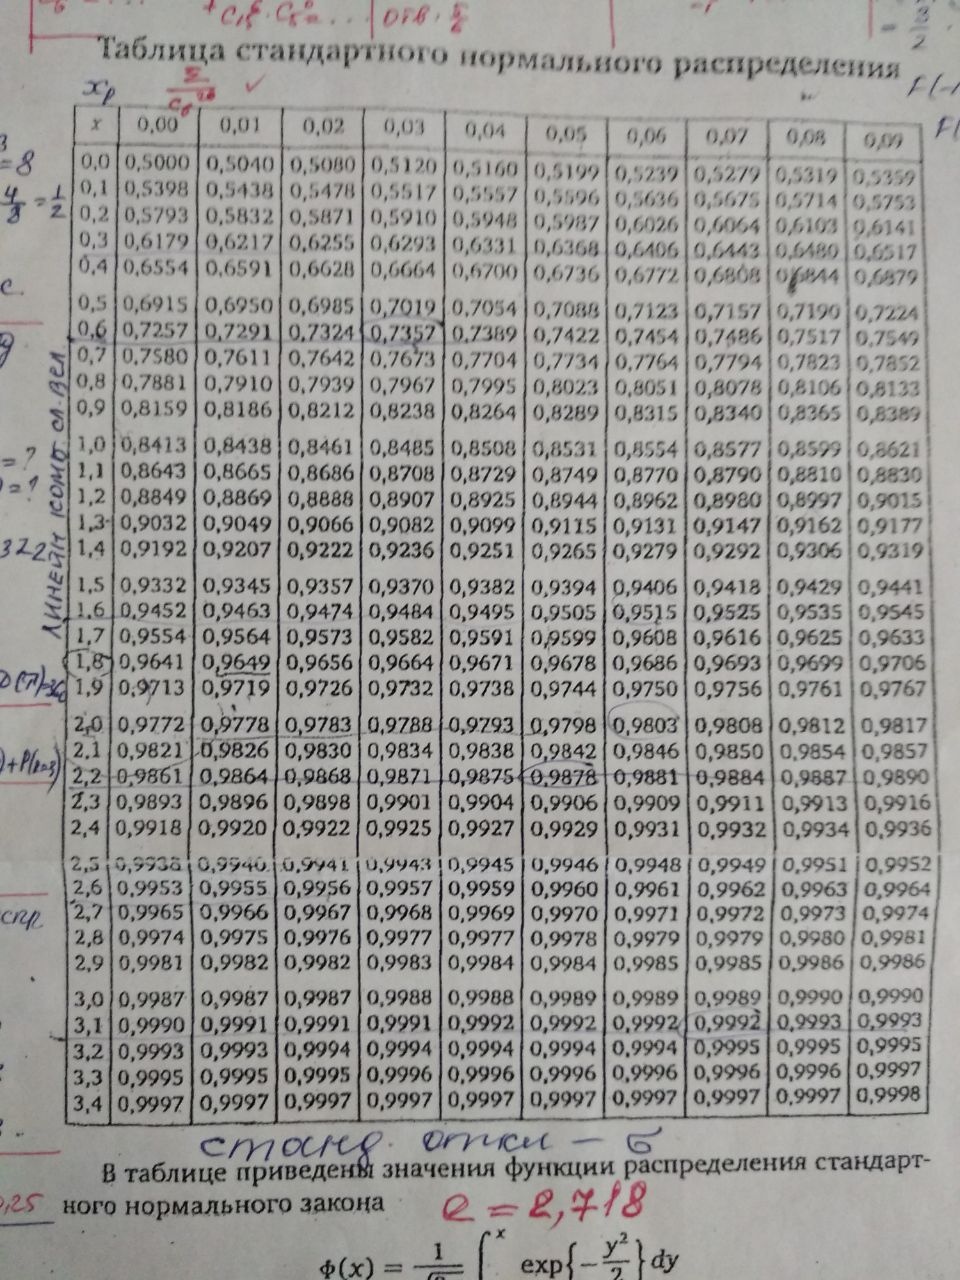 Таблица стандартного нормального распределения
xp
x 0,00 0,01 0,02 0,03 0,04 0,05 0,06 0,07 0,08 0,09
0,0 0,5000 0,5040 0,5080 0,5120 0,5160 0,5199 0,5239 0,5279 0,5319 0,5359
0,1 0,5398 0,5438 0,5478 0,5517 0,5557 0,5596 0,5636 0,5675 0,5714 0,5753
0,2 0,5793 0,5832 0,5871 0,5910 0,5948 0,5987 0,6026 0,6064 0,6103 0,6141
0,3 0,6179 0,6217 0,6255 0,6293 0,6331 0,6368 0,6406 0,6443 0,6480 0,6517
0,4 0,6554 0,6591 0,6628 0,6664 0,6700 0,6736 0,6772 0,6808 0,6844 0,6879
0,5 0,6915 0,6950 0,6985 0,7019 0,7054 0,7088 0,7123 0,7157 0,7190 0,7224
0,6 0,7257 0,7291 0,7324 0,7357 0,7389 0,7422 0,7454 0,7486 0,7517 0,7549
0,7 0,7580 0,7611 0,7642 0,7673 0,7704 0,7734 0,7764 0,7794 0,7823 0,7852
0,8 0,7881 0,7910 0,7939 0,7967 0,7995 0,8023 0,8051 0,8078 0,8106 0,8133
0,9 0,8159 0,8186 0,8212 0,8238 0,8264 0,8289 0,8315 0,8340 0,8365 0,8389
1,0 0,8413 0,8438 0,8461 0,8485 0,8508 0,8531 0,8554 0,8577 0,8599 0,8621
1,1 0,8643 0,8665 0,8686 0,8708 0,8729 0,8749 0,8770 0,8790 0,8810 0,8830
1,2 0,8849 0,8869 0,8888 0,8907 0,8925 0,8944 0,8962 0,8980 0,8997 0,9015
1,3 0,9032 0,9049 0,9066 0,9082 0,9099 0,9115 0,9131 0,9147 0,9162 0,9177
1,4 0,9192 0,9207 0,9222 0,9236 0,9251 0,9265 0,9279 0,9292 0,9306 0,9319
1,5 0,9332 0,9345 0,9357 0,9370 0,9382 0,9394 0,9406 0,9418 0,9429 0,9441
1,6 0,9452 0,9463 0,9474 0,9484 0,9495 0,9505 0,9515 0,9525 0,9535 0,9545
1,7 0,9554 0,9564 0,9573 0,9582 0,9591 0,9599 0,9608 0,9616 0,9625 0,9633
1,8 0,9641 0,9649 0,9656 0,9664 0,9671 0,9678 0,9686 0,9693 0,9699 0,9706
1,9 0,9713 0,9719 0,9726 0,9732 0,9738 0,9744 0,9750 0,9756 0,9761 0,9767
2,0 0,9772 0,9778 0,9783 0,9788 0,9793 0,9798 0,9803 0,9808 0,9812 0,9817
2,1 0,9821 0,9826 0,9830 0,9834 0,9838 0,9842 0,9846 0,9850 0,9854 0,9857
2,2 0,9861 0,9864 0,9868 0,9871 0,9875 0,9878 0,9881 0,9884 0,9887 0,9890
2,3 0,9893 0,9896 0,9898 0,9901 0,9904 0,9906 0,9909 0,9911 0,9913 0,9916
2,4 0,9918 0,9920 0,9922 0,9925 0,9927 0,9929 0,9931 0,9932 0,9934 0,9936
2,5 0,9938 0,9940 0,9941 0,9943 0,9945 0,9946 0,9948 0,9949 0,9951 0,9952
2,6 0,9953 0,9955 0,9956 0,9957 0,9959 0,9960 0,9961 0,9962 0,9963 0,9964
2,7 0,9965 0,9966 0,9967 0,9968 0,9969 0,9970 0,9971 0,9972 0,9973 0,9974
2,8 0,9974 0,9975 0,9976 0,9977 0,9977 0,9978 0,9979 0,9979 0,9980 0,9981
2,9 0,9981 0,9982 0,9982 0,9983 0,9984 0,9984 0,9985 0,9985 0,9986 0,9986
3,0 0,9987 0,9987 0,9987 0,9988 0,9988 0,9989 0,9989 0,9989 0,9990 0,9990
3,1 0,9990 0,9991 0,9991 0,9991 0,9992 0,9992 0,9992 0,9992 0,9993 0,9993
3,2 0,9993 0,9993 0,9994 0,9994 0,9994 0,9994 0,9994 0,9995 0,9995 0,9995
3,3 0,9995 0,9995 0,9995 0,9996 0,9996 0,9996 0,9996 0,9996 0,9996 0,9997
3,4 0,9997 0,9997 0,9997 0,9997 0,9997 0,9997 0,9997 0,9997 0,9997 0,9998
станд. откл – σ
В таблице приведены значения функции распределения стандарт-
ного нормального закона
e = 2,718
Φ(x) = 1 ∫ x exp{−y²/2} dy